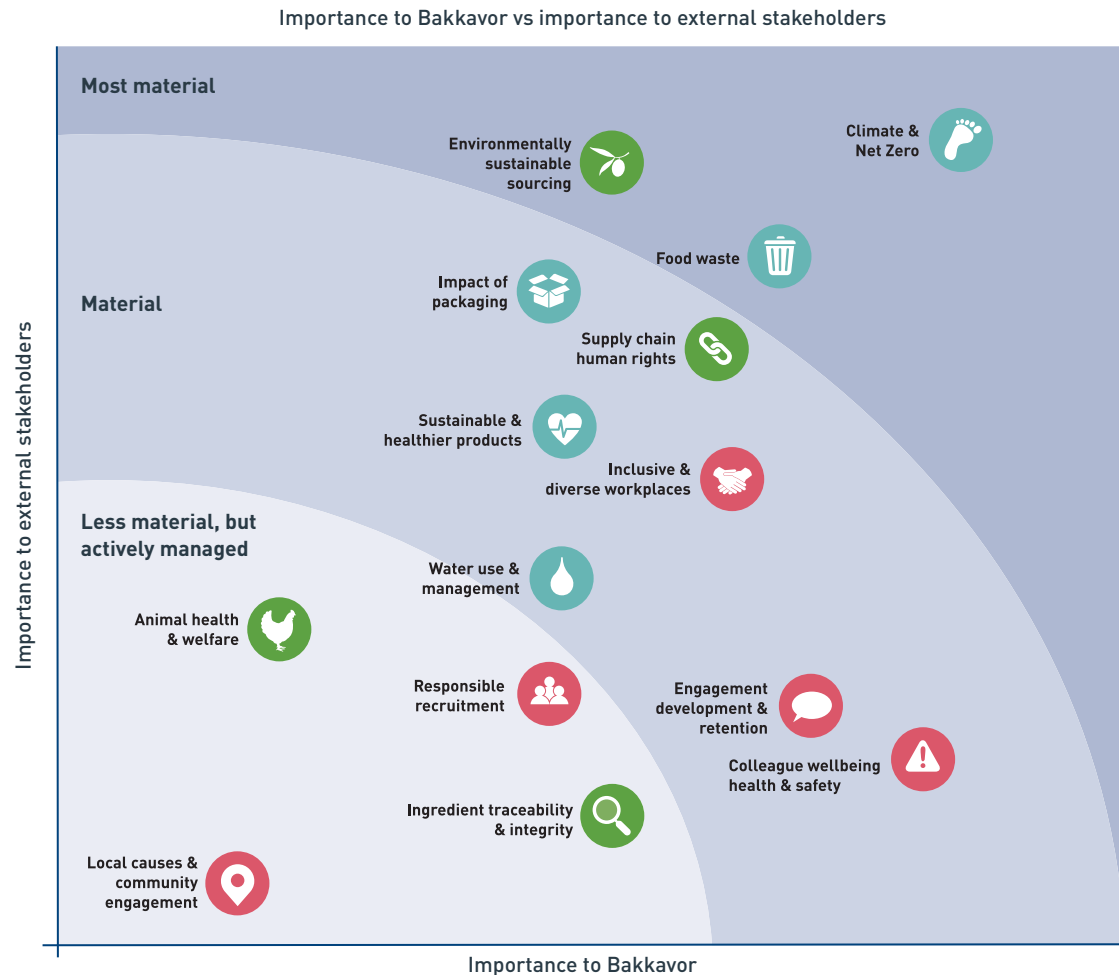 Importance to Bakkavor vs importance to external stakeholders
Most material
Climate &
Net Zero
Environmentally
sustainable
sourcing
Food waste
Impact of
packaging
Material
Supply chain
human rights
Sustainable &
healthier products
Inclusive &
diverse workplaces
Less material, but
actively managed
Water use &
management
Animal health
& welfare
Responsible
recruitment
Engagement
development &
retention
Colleague wellbeing
health & safety
Ingredient traceability
& integrity
Local causes &
community
engagement
Importance to external stakeholders
Importance to Bakkavor